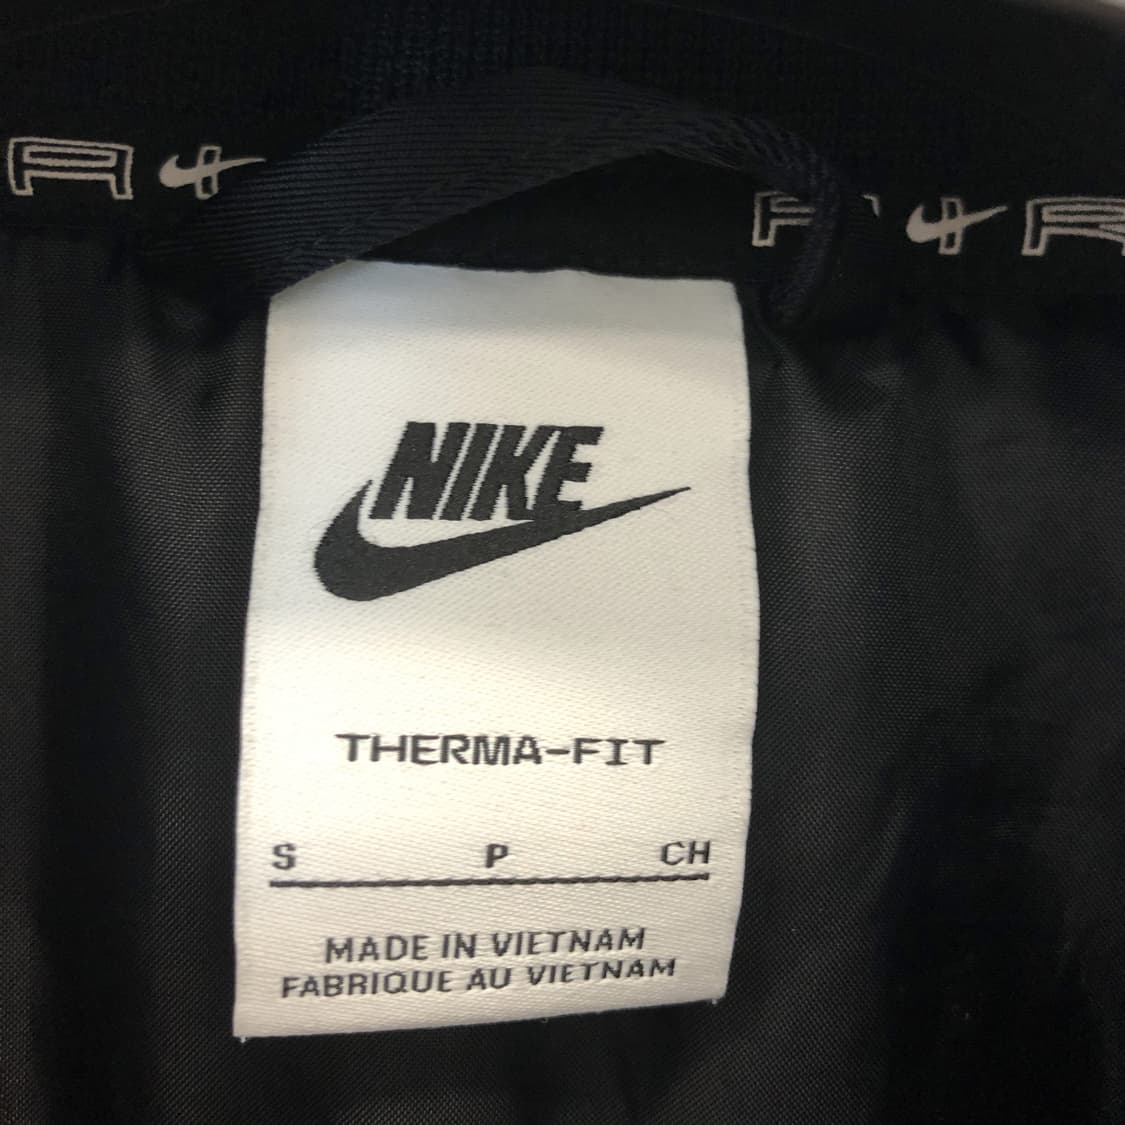 NIKE
THERMA-FIT
S P CH
MADE IN VIETNAM
FABRIQUE AU VIETNAM